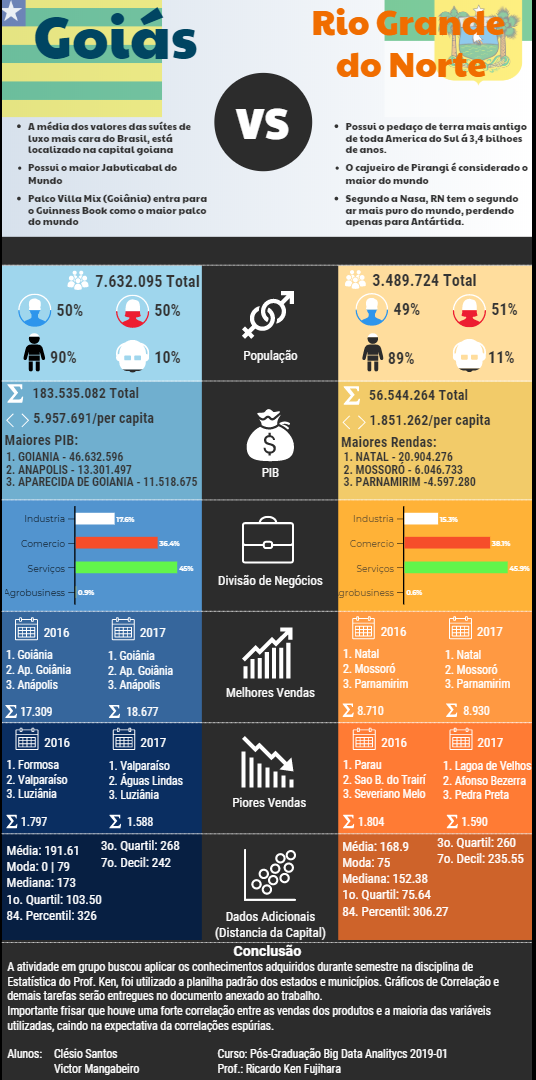 Goiás
Rio Grande
do Norte
VS
• A média dos valores das suítes de
luxo mais cara do Brasil, está
localizado na capital goiana
• Possui o maior Jabuticabal do
Mundo
• Palco Villa Mix (Goiânia) entra para
o Guinness Book como o maior palco
do mundo
• Possui o pedaço de terra mais antigo
de toda America do Sul á 3,4 bilhoes
de anos.
• O cajueiro de Pirangi é considerado o
maior do mundo
• Segundo a Nasa, RN tem o segundo
ar mais puro do mundo, perdendo
apenas para Antártida.
7.632.095 Total
50%
50%
90%
10%
População
3.489.724 Total
49%
51%
89%
11%
Σ 183.535.082 Total
< > 5.957.691/per capita
Maiores PIB:
1. GOIANIA - 46.632.596
2. ANAPOLIS - 13.301.497
3. APARECIDA DE GOIANIA - 11.518.675
$
PIB
Σ 56.544.264 Total
< > 1.851.262/per capita
Maiores Rendas:
1. NATAL - 20.904.276
2. MOSSORÓ - 6.046.733
3. PARNAMIRIM -4.597.280
Industria 17.6%
Comercio 36.4%
Serviços 45%
Agrobusiness 0.9%
Divisão de Negócios
Industria 15.3%
Comercio 38.1%
Serviços 45.9%
grobusiness 0.6%
2016
1. Goiânia
2. Ap. Goiânia
3. Anápolis
Σ 17.309
2017
1. Goiânia
2. Ap. Goiânia
3. Anápolis
Σ 18.677
Melhores Vendas
2016
1. Natal
2. Mossoró
3. Parnamirim
Σ 8.710
2017
1. Natal
2. Mossoró
3. Parnamirim
Σ 8.930
2016
1. Formosa
2. Valparaíso
3. Luziânia
Σ 1.797
2017
1. Valparaíso
2. Águas Lindas
3. Luziânia
Σ 1.588
Piores Vendas
2016
1. Parau
2. Sao B. do Trairí
3. Severiano Melo
Σ 1.804
2017
1. Lagoa de Velhos
2. Afonso Bezerra
3. Pedra Preta
Σ 1.590
Média: 191.61
Moda: 0 | 79
Mediana: 173
1o. Quartil: 103.50
84. Percentil: 326
3o. Quartil: 268
7o. Decil: 242
Dados Adicionais
(Distancia da Capital)
Média: 168.9
Moda: 75
Mediana: 152.38
1o. Quartil: 75.64
84. Percentil: 306.27
3o. Quartil: 260
7o. Decil: 235.55
Conclusão
A atividade em grupo buscou aplicar os conhecimentos adquiridos durante semestre na disciplina de
Estatística do Prof. Ken, foi utilizado a planilha padrão dos estados e municípios. Gráficos de Correlação e
demais tarefas serão entregues no documento anexado ao trabalho.
Importante frisar que houve uma forte correlação entre as vendas dos produtos e a maioria das variáveis
utilizadas, caindo na expectativa da correlações espúrias.
Alunos: Clésio Santos
Victor Mangabeiro
Curso: Pós-Graduação Big Data Analitycs 2019-01
Prof.: Ricardo Ken Fujihara